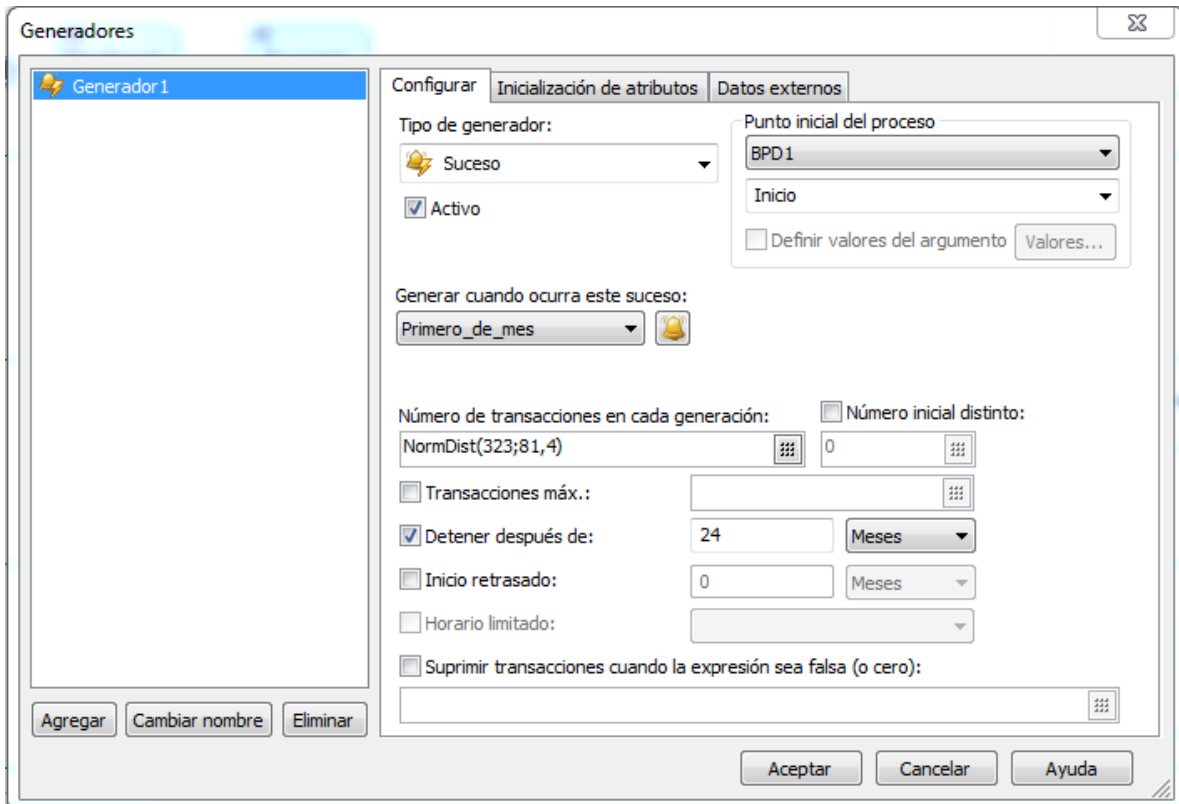 Generadores
Generador1
Configurar
Inicialización de atributos
Datos externos
Tipo de generador:
Suceso
Activo
Punto inicial del proceso
BPD1
Inicio
Definir valores del argumento
Valores...
Generar cuando ocurra este suceso:
Primero_de_mes
Número de transacciones en cada generación:
Número inicial distinto:
NormDist(323;81,4)
0
Transacciones máx.:
Detener después de:
24
Meses
Inicio retrasado:
0
Meses
Horario limitado:
Suprimir transacciones cuando la expresión sea falsa (o cero):
Agregar
Cambiar nombre
Eliminar
Aceptar
Cancelar
Ayuda